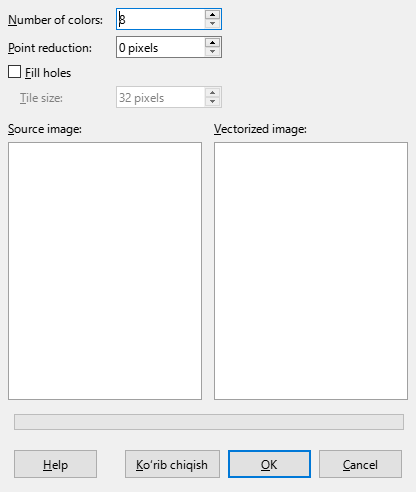 Number of colors: 8
Point reduction: 0 pixels
Fill holes
Tile size: 32 pixels
Source image: Vectorized image:
Help Ko‘rib chiqish OK Cancel